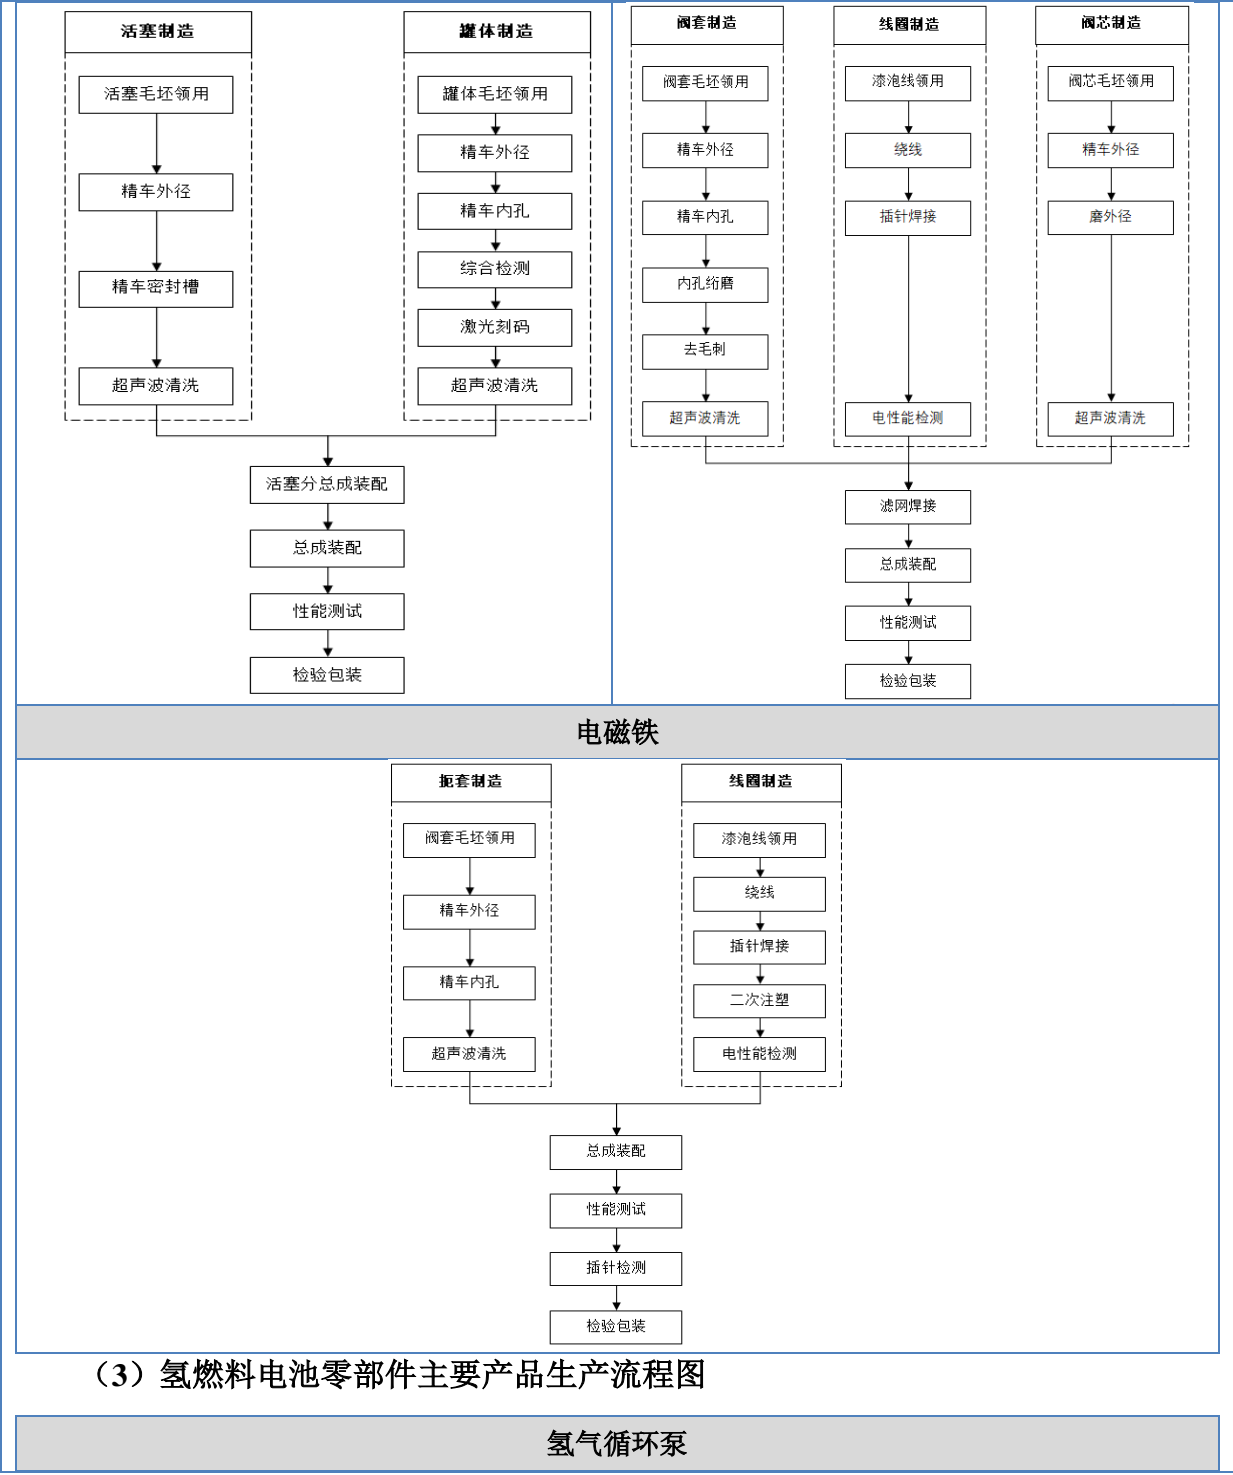 活塞制造
活塞毛坯领用
精车外径
精车密封槽
超声波清洗
罐体制造
罐体毛坯领用
精车外径
精车内孔
综合检测
激光刻码
超声波清洗
活塞分总成装配
总成装配
性能测试
检验包装
阀套制造
阀套毛坯领用
精车外径
精车内孔
内孔绗磨
去毛刺
超声波清洗
线圈制造
漆泡线领用
绕线
插针焊接
电性能检测
阀芯制造
阀芯毛坯领用
精车外径
磨外径
超声波清洗
滤网焊接
总成装配
性能测试
检验包装
电磁铁
扼套制造
阀套毛坯领用
精车外径
精车内孔
超声波清洗
线圈制造
漆泡线领用
绕线
插针焊接
二次注塑
电性能检测
总成装配
性能测试
插针检测
检验包装
（3）氢燃料电池零部件主要产品生产流程图
氢气循环泵